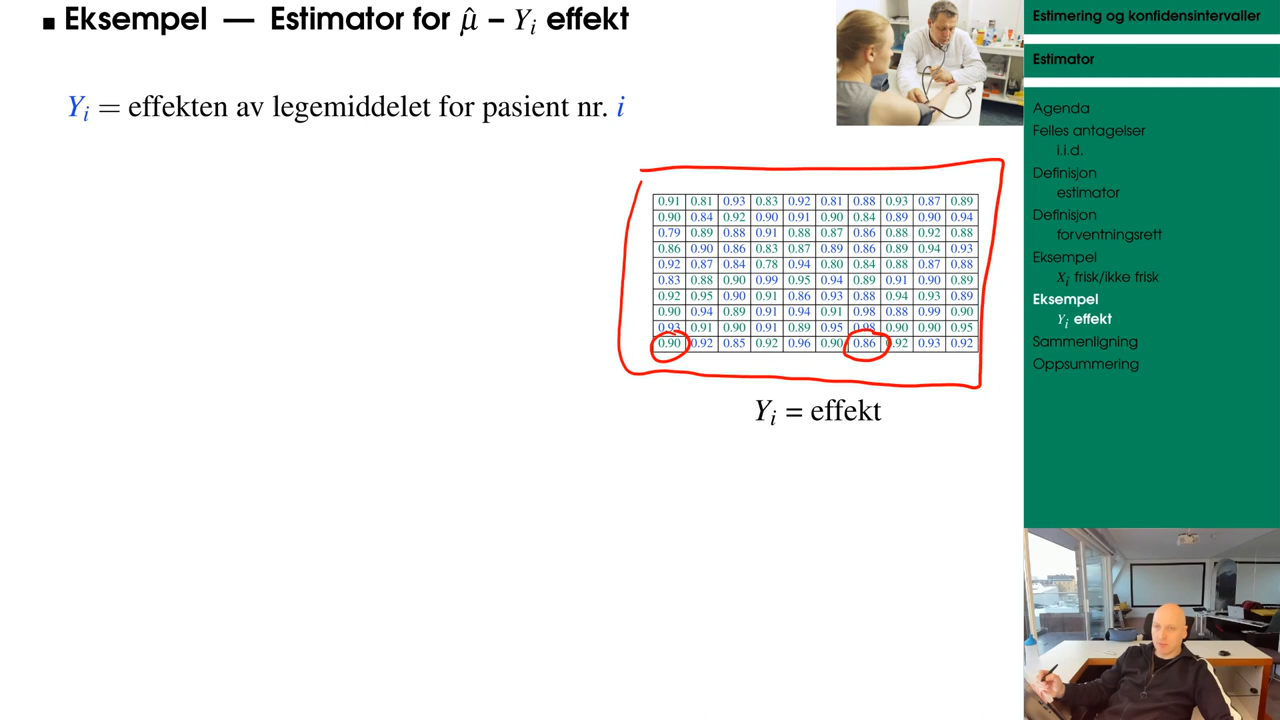 Eksempel — Estimator for μ̂ – Yᵢ effekt
Yᵢ = effekten av legemiddelet for pasient nr. i
0.91 0.81 0.93 0.83 0.92 0.81 0.88 0.93 0.87 0.89
0.90 0.84 0.92 0.90 0.91 0.90 0.84 0.89 0.90 0.94
0.79 0.89 0.88 0.91 0.88 0.87 0.86 0.88 0.92 0.88
0.86 0.90 0.86 0.83 0.87 0.89 0.86 0.89 0.94 0.93
0.92 0.87 0.84 0.78 0.94 0.80 0.84 0.88 0.87 0.88
0.83 0.88 0.90 0.99 0.95 0.94 0.89 0.91 0.90 0.89
0.92 0.95 0.90 0.91 0.86 0.93 0.88 0.94 0.93 0.89
0.90 0.94 0.89 0.91 0.94 0.91 0.98 0.88 0.99 0.90
0.93 0.91 0.90 0.91 0.89 0.95 0.98 0.90 0.90 0.95
0.90 0.92 0.85 0.92 0.96 0.90 0.86 0.92 0.93 0.92
Yᵢ = effekt
Estimering og konfidensintervaller
Estimator
Agenda
Felles antagelser
i.i.d.
Definisjon
estimator
Definisjon
forventningsrett
Eksempel
Xᵢ frisk/ikke frisk
Eksempel
Yᵢ effekt
Sammenligning
Oppsummering